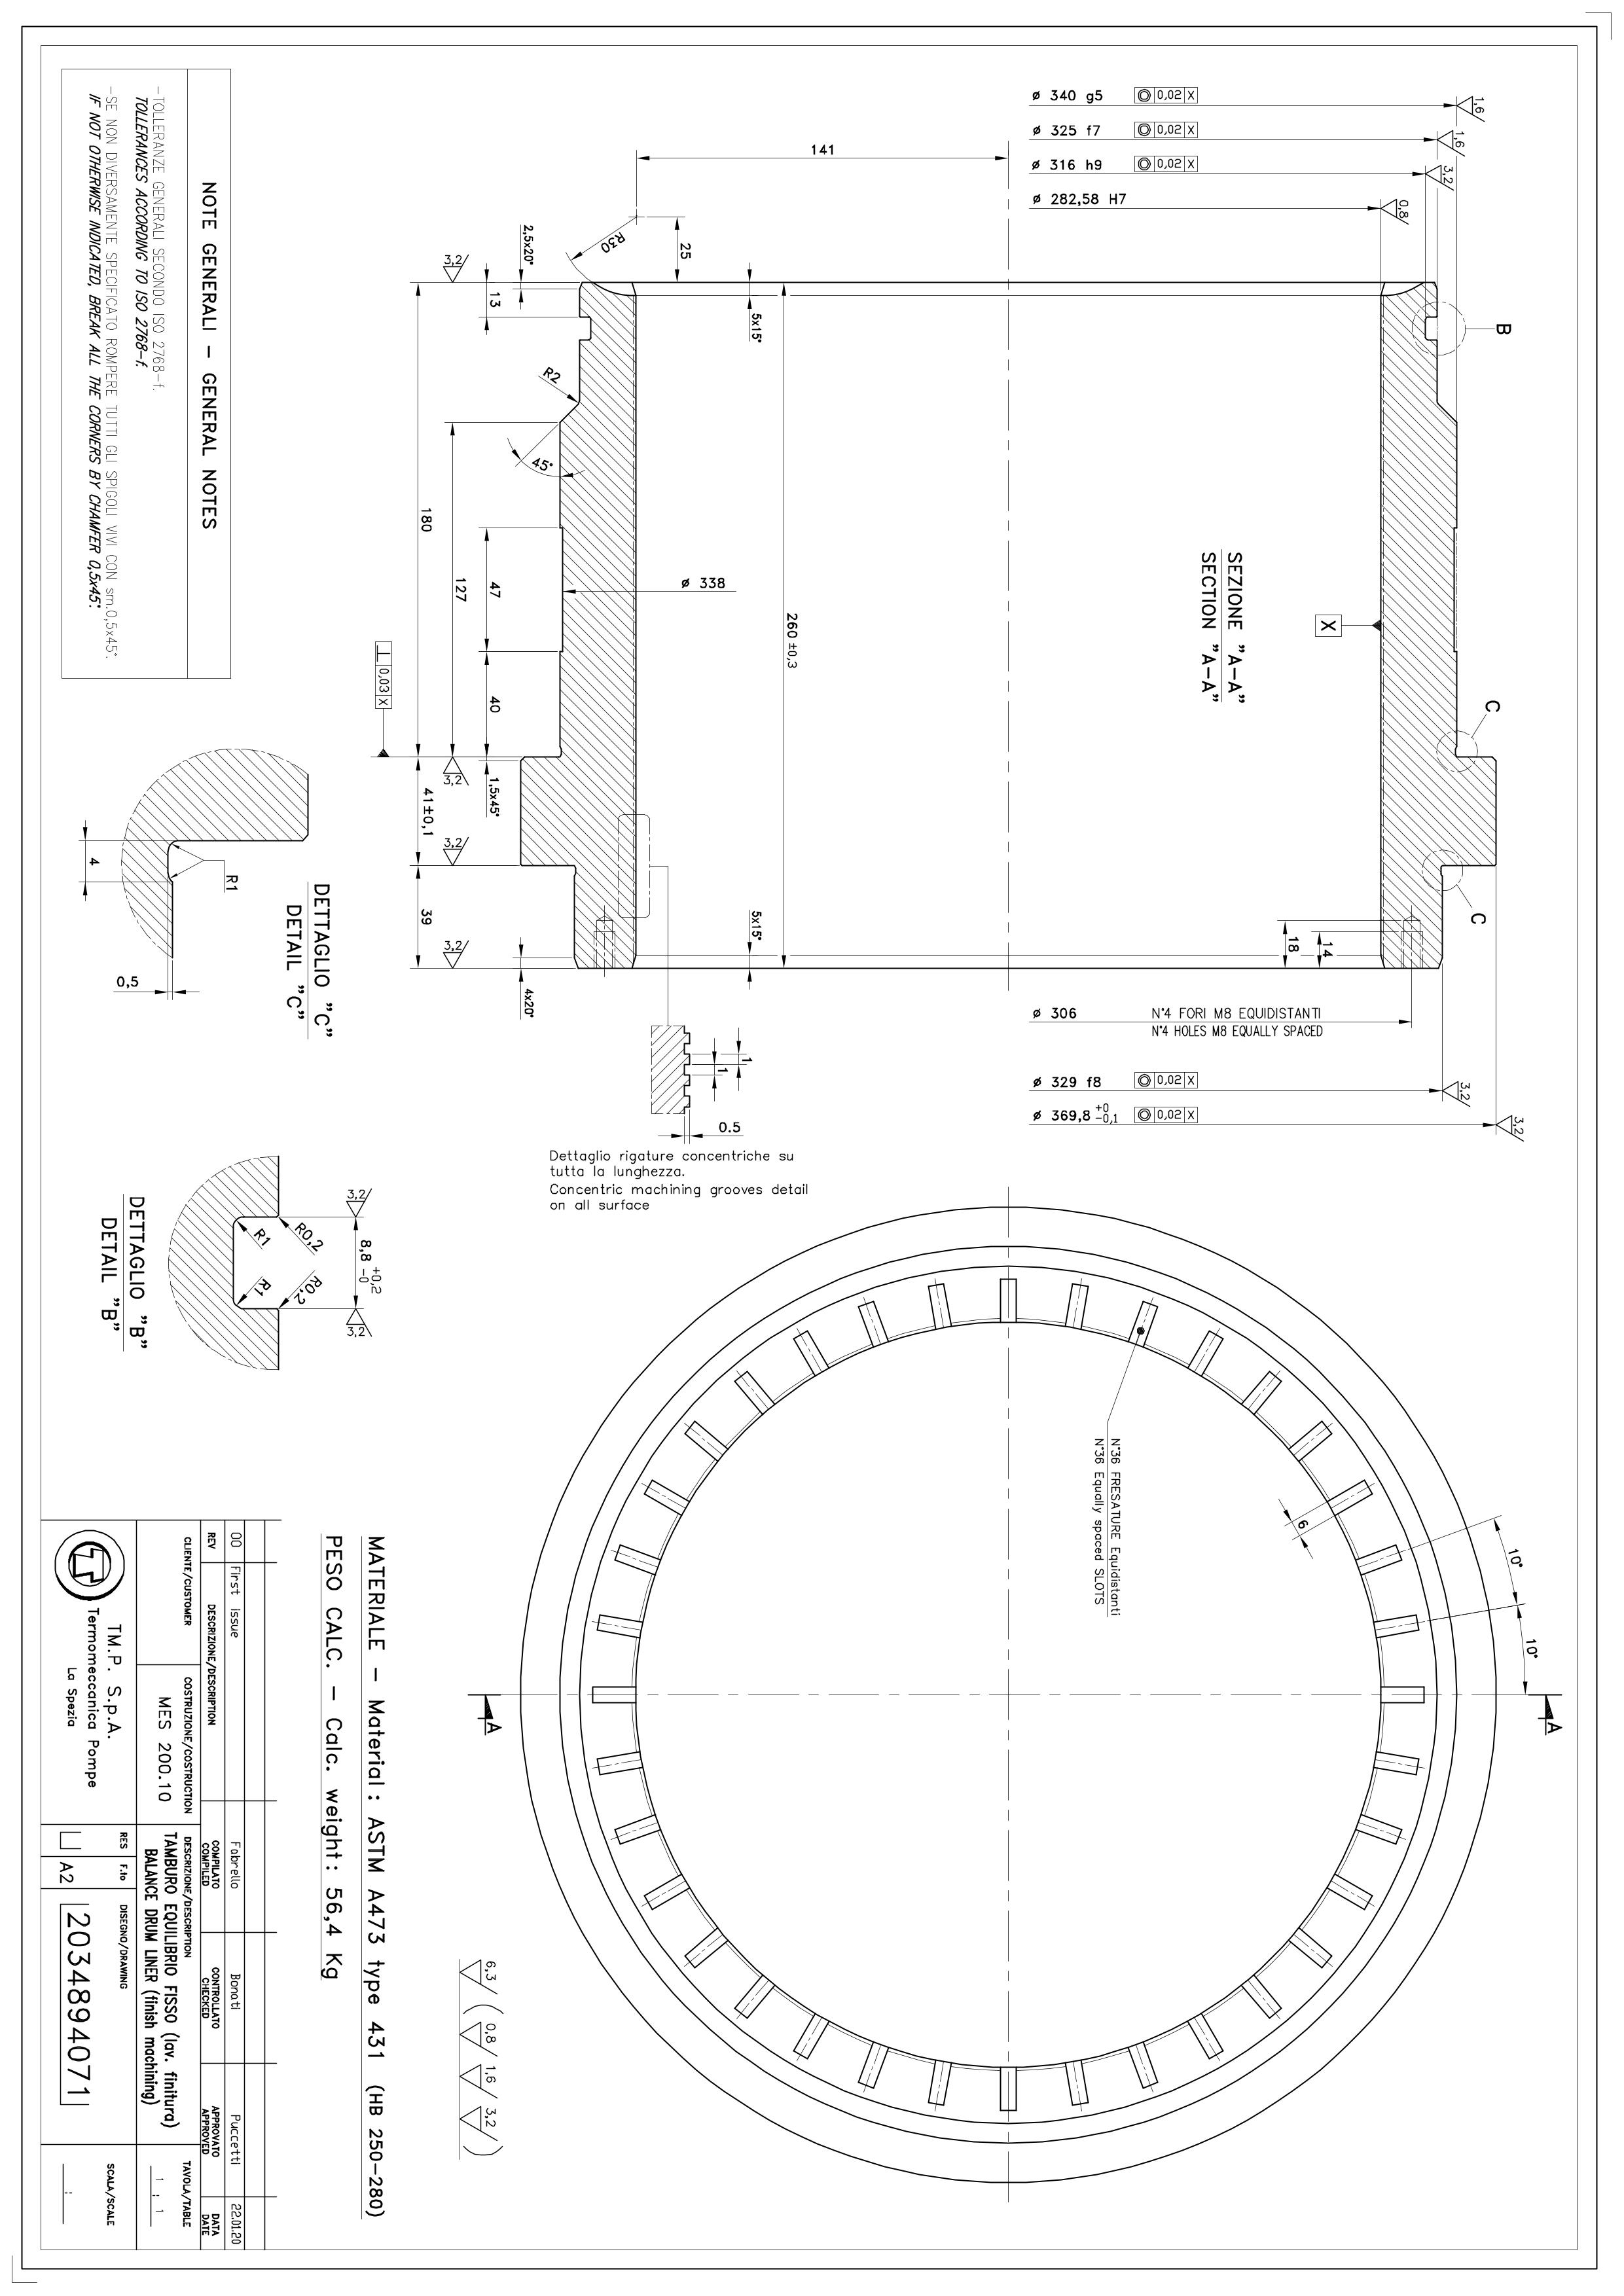 ø 340 g5 ◎ 0,02 X
1,6
ø 325 f7 ◎ 0,02 X
1,6
ø 316 h9 ◎ 0,02 X
3,2
ø 282,58 H7
0,8
141
25
R30
2,5x20°
3,2
13
5x15°
R2
45°
180
127
47
40
ø 338
260 ±0,3
⊥ 0,03 X
X
B
C
C
SEZIONE "A-A"
SECTION "A-A"
3,2
1,5x45°
41±0,1
3,2
39
3,2
4x20°
5x15°
18
14
ø 306 N°4 FORI M8 EQUIDISTANTI
N°4 HOLES M8 EQUALLY SPACED
ø 329 f8 ◎ 0,02 X
3,2
ø 369,8 +0 -0,1 ◎ 0,02 X
3,2
1
1
0.5
Dettaglio rigature concentriche su
tutta la lunghezza.
Concentric machining grooves detail
on all surface
NOTE GENERALI - GENERAL NOTES
-TOLLERANZE GENERALI SECONDO ISO 2768-f.
TOLLERANCES ACCORDING TO ISO 2768-f.
-SE NON DIVERSAMENTE SPECIFICATO ROMPERE TUTTI GLI SPIGOLI VIVI CON sm.0,5x45°.
IF NOT OTHERWISE INDICATED, BREAK ALL THE CORNERS BY CHAMFER 0,5x45°.
DETTAGLIO "C"
DETAIL "C"
R1
4
0,5
DETTAGLIO "B"
DETAIL "B"
3,2
8,8 +0,2 -0
3,2
R0,2
R0,2
R1
R1
N°36 FRESATURE Equidistanti
N°36 Equally spaced SLOTS
6
10°
10°
A
A
MATERIALE - Material: ASTM A473 type 431 (HB 250-280)
PESO CALC. - Calc. weight: 56,4 Kg
6,3 ( 0,8 1,6 3,2 )
00 First issue Fabrello Bonati Puccetti 22.01.20
REV DESCRIZIONE/DESCRIPTION COMPILATO COMPILED CONTROLLATO CHECKED APPROVATO APPROVED DATA DATE
CLIENTE/CUSTOMER
COSTRUZIONE/COSTRUCTION
MES 200.10
DESCRIZIONE/DESCRIPTION
TAMBURO EQUILIBRIO FISSO (lav. finitura)
BALANCE DRUM LINER (finish machining)
TAVOLA/TABLE
1 : 1
TM.P. S.p.A.
Termomeccanica Pompe
La Spezia
RES
F.to
A2
DISEGNO/DRAWING
2034894071
SCALA/SCALE
: